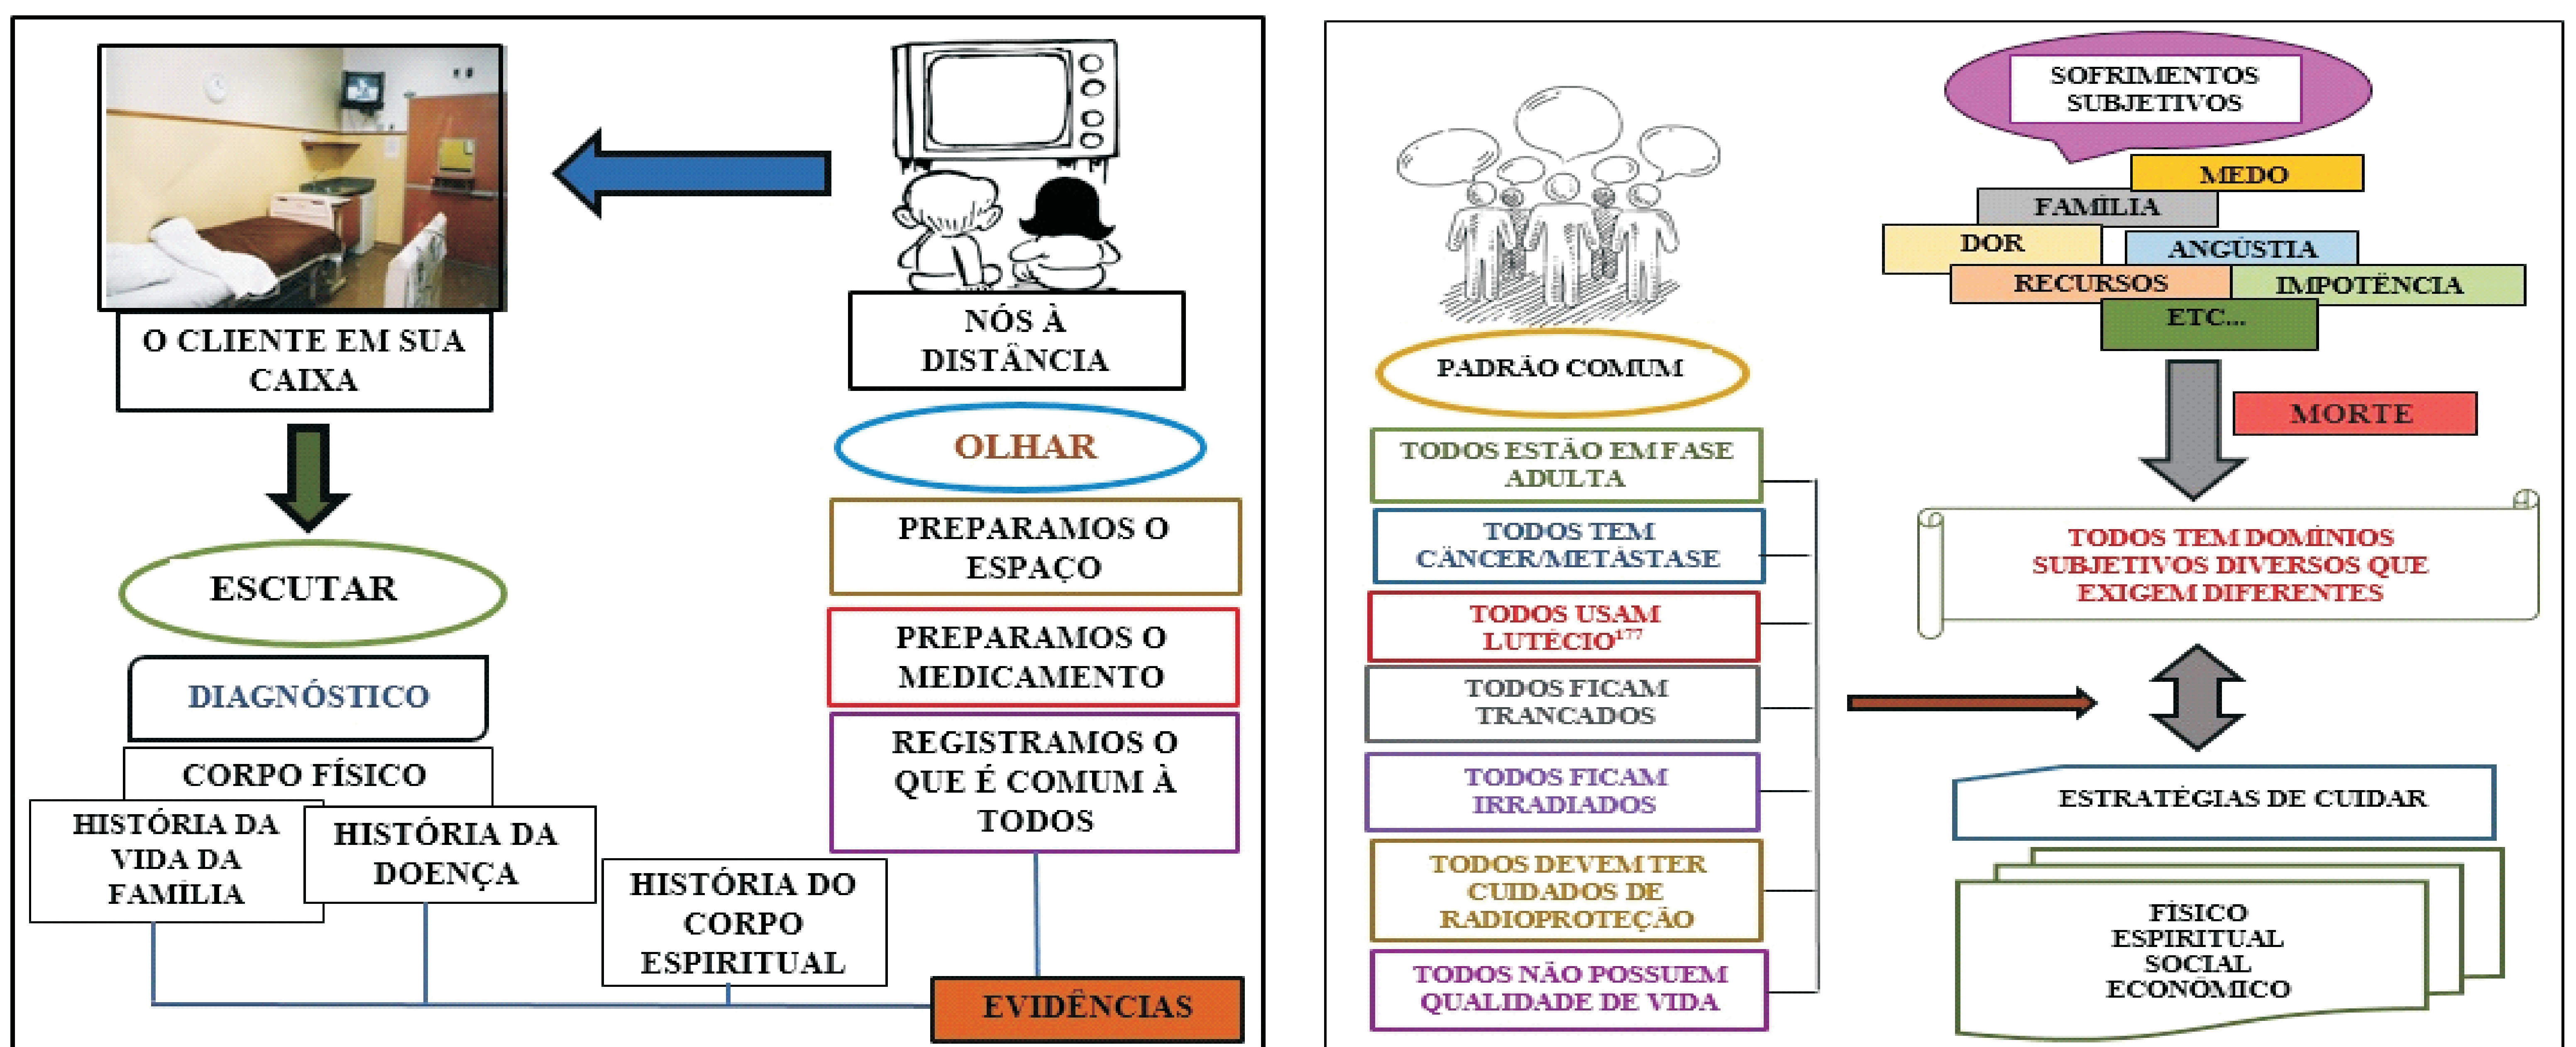 O CLIENTE EM SUA
CAIXA
ESCUTAR
DIAGNÓSTICO
CORPO FÍSICO
HISTÓRIA DA
VIDA DA
FAMÍLIA
HISTÓRIA DA
DOENÇA
HISTÓRIA DO
CORPO
ESPIRITUAL
NÓS À
DISTÂNCIA
OLHAR
PREPARAMOS O
ESPAÇO
PREPARAMOS O
MEDICAMENTO
REGISTRAMOS O
QUE É COMUM À
TODOS
EVIDÊNCIAS
PADRÃO COMUM
TODOS ESTÃO EM FASE
ADULTA
TODOS TEM
CÂNCER/METÁSTASE
TODOS USAM
LUTÉCIO¹⁷⁷
TODOS FICAM
TRANCADOS
TODOS FICAM
IRRADIADOS
TODOS DEVEM TER
CUIDADOS DE
RADIOPROTEÇÃO
TODOS NÃO POSSUEM
QUALIDADE DE VIDA
SOFRIMENTOS
SUBJETIVOS
MEDO
FAMÍLIA
DOR
ANGÚSTIA
RECURSOS
IMPOTÊNCIA
ETC...
MORTE
TODOS TEM DOMÍNIOS
SUBJETIVOS DIVERSOS QUE
EXIGEM DIFERENTES
ESTRATÉGIAS DE CUIDAR
FÍSICO
ESPIRITUAL
SOCIAL
ECONÔMICO